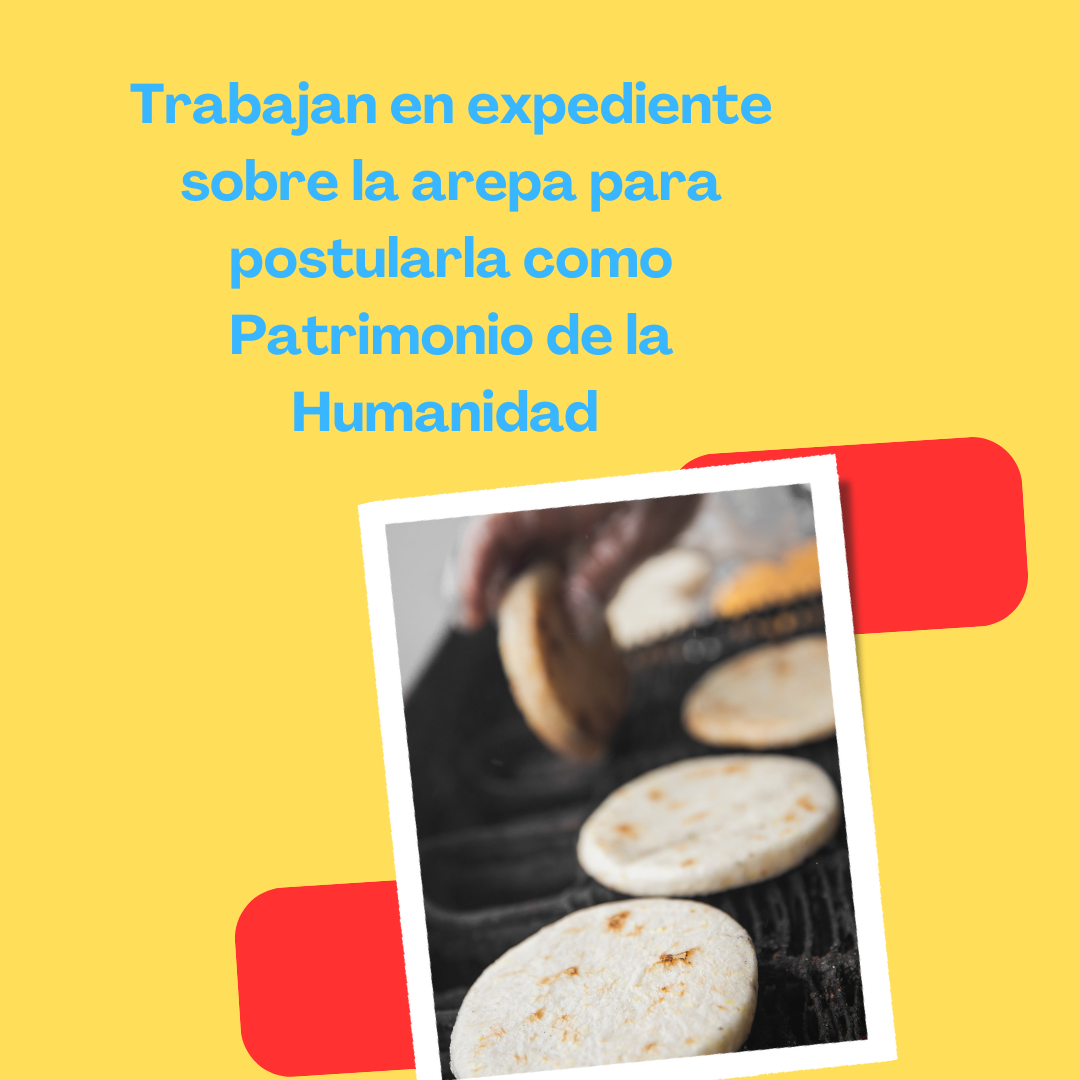 Trabajan en expediente
sobre la arepa para
postularla como
Patrimonio de la
Humanidad